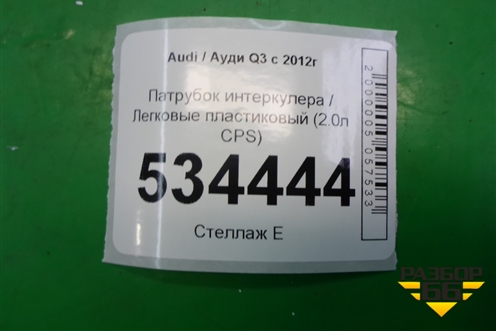 Audi / Ауди Q3 с 2012г
Патрубок интеркулера /
Легковые пластиковый (2.0л
CPS)
534444
Стеллаж Е
2000005057533
РАЗБОР
66